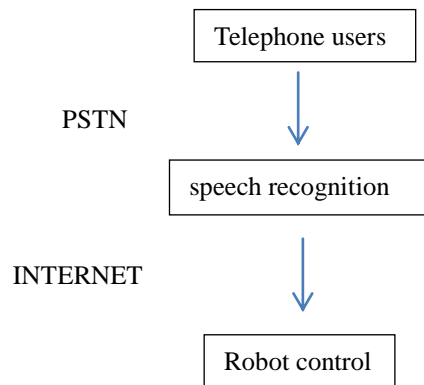 Telephone users
PSTN
speech recognition
INTERNET
Robot control